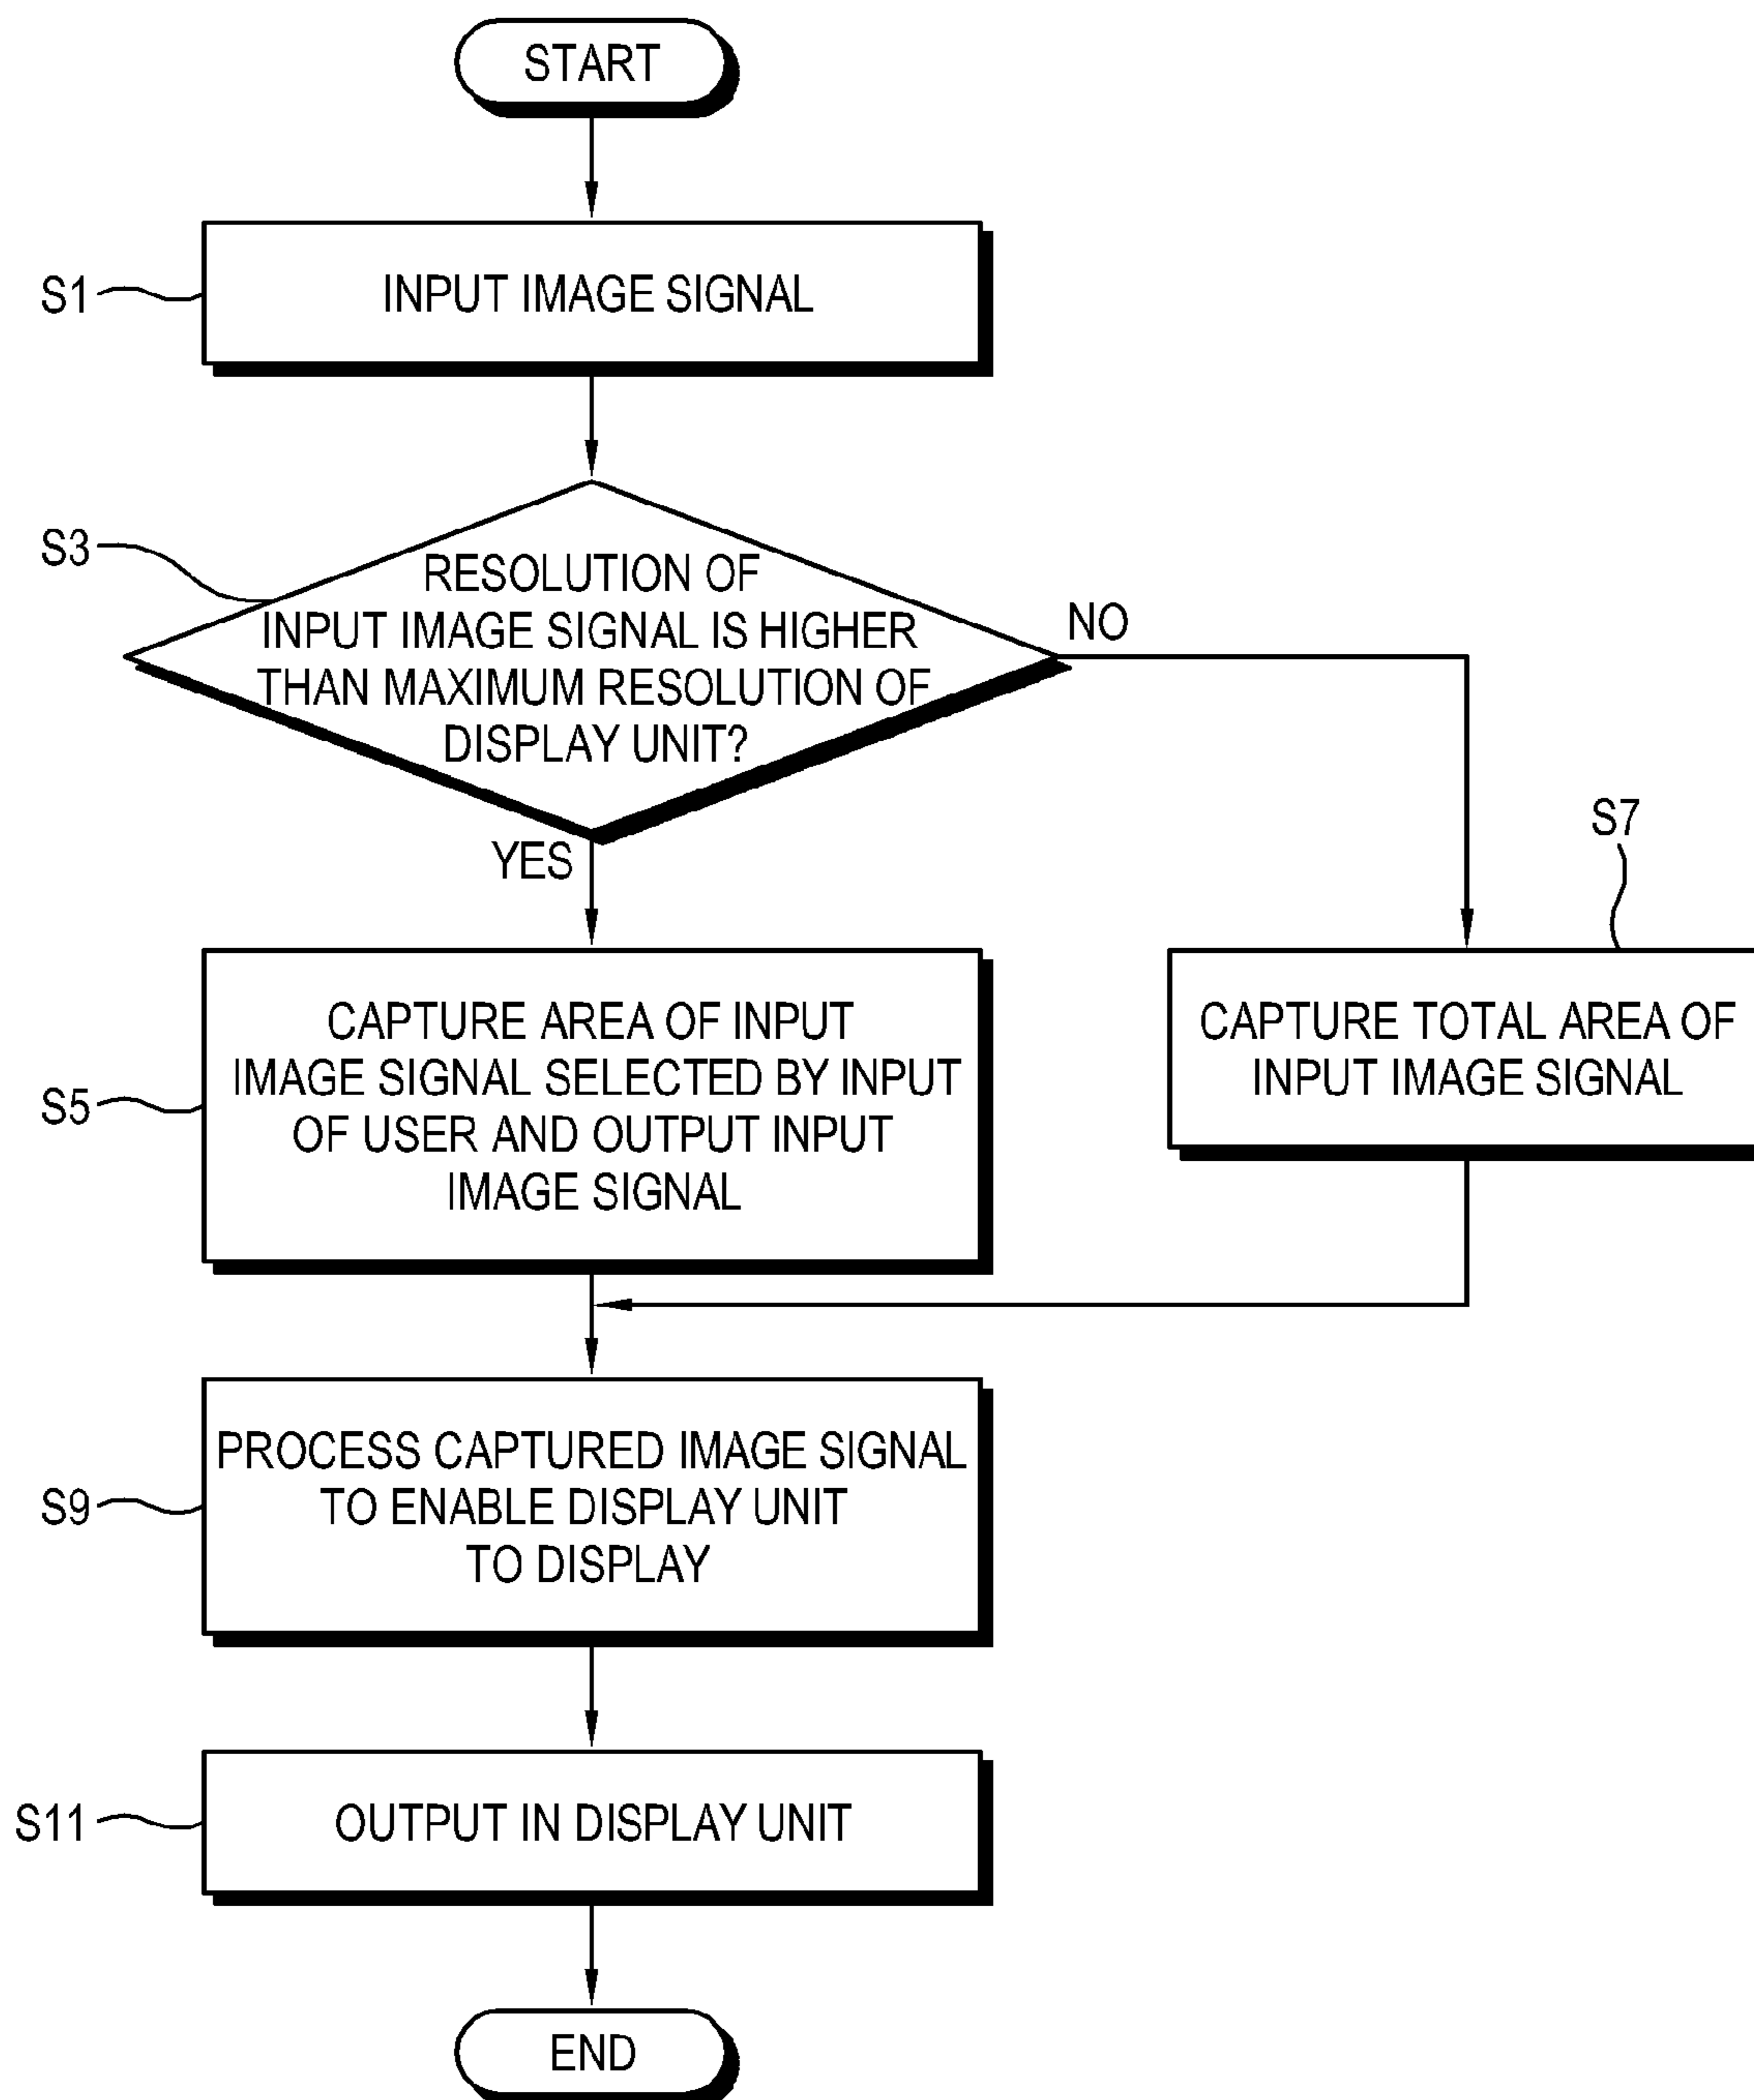 START
S1
INPUT IMAGE SIGNAL
S3
RESOLUTION OF
INPUT IMAGE SIGNAL IS HIGHER
THAN MAXIMUM RESOLUTION OF
DISPLAY UNIT?
NO
YES
S7
CAPTURE TOTAL AREA OF
INPUT IMAGE SIGNAL
S5
CAPTURE AREA OF INPUT
IMAGE SIGNAL SELECTED BY INPUT
OF USER AND OUTPUT INPUT
IMAGE SIGNAL
S9
PROCESS CAPTURED IMAGE SIGNAL
TO ENABLE DISPLAY UNIT
TO DISPLAY
S11
OUTPUT IN DISPLAY UNIT
END